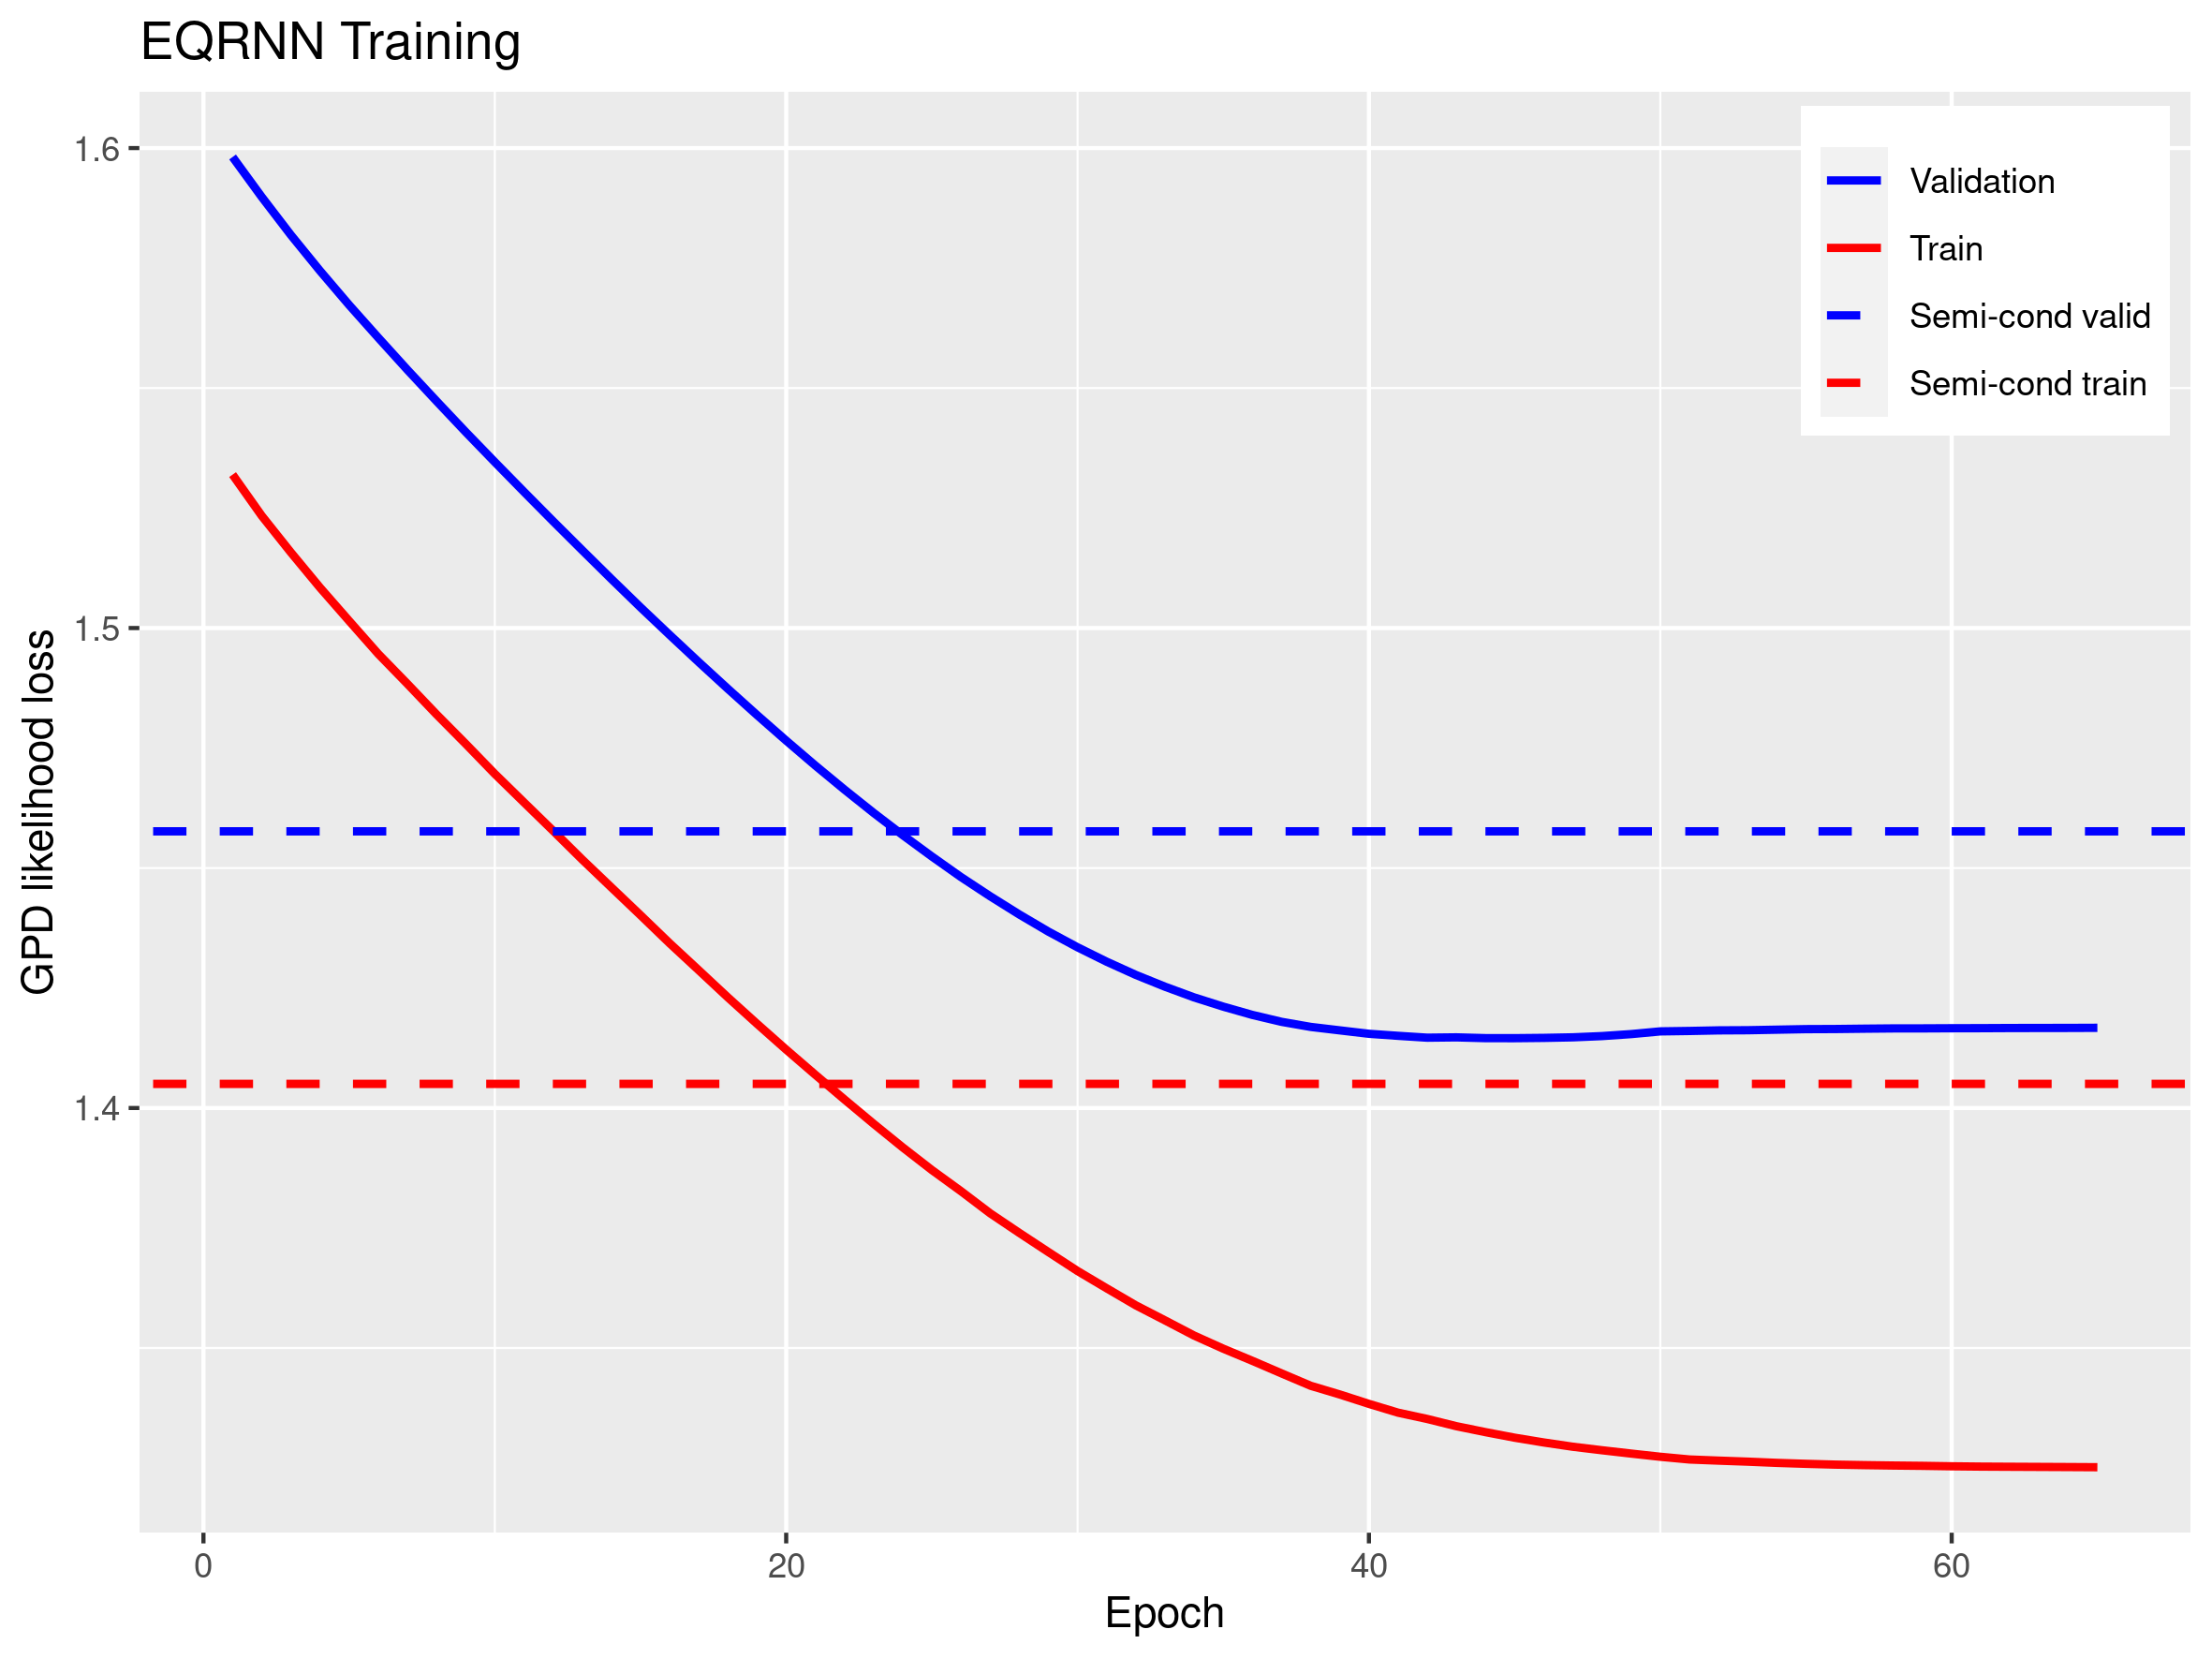 EQRNN Training
GPD likelihood loss
1.6
1.5
1.4
Validation
Train
Semi-cond valid
Semi-cond train
0
20
40
60
Epoch